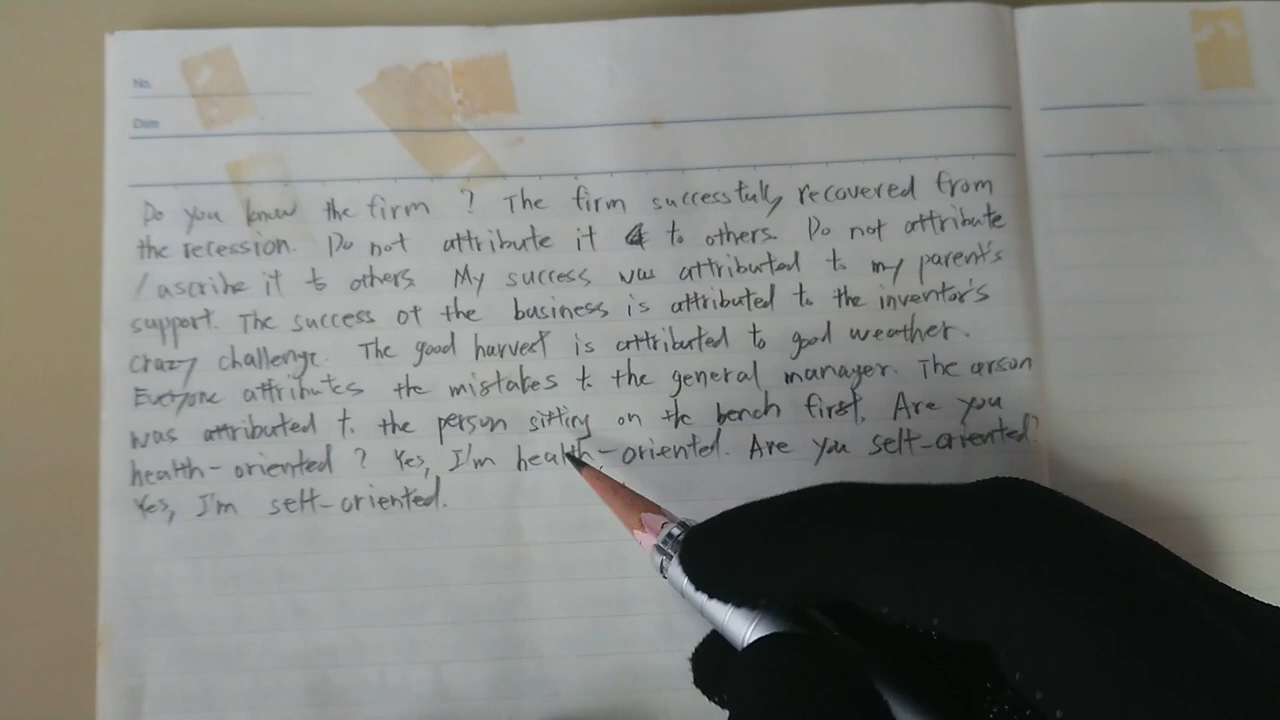 No.
Date
Do you know the firm ? The firm successfully recovered from
the recession. Do not attribute it to others. Do not attribute
/ ascribe it to others. My success was attributed to my parent's
support. The success of the business is attributed to the inventor's
crazy challenge. The good harvest is attributed to good weather.
Everyone attributes the mistakes to the general manager. The arson
was attributed to the person sitting on the bench first. Are you
health-oriented ? Yes, I'm health-oriented. Are you self-oriented?
Yes, I'm self-oriented.